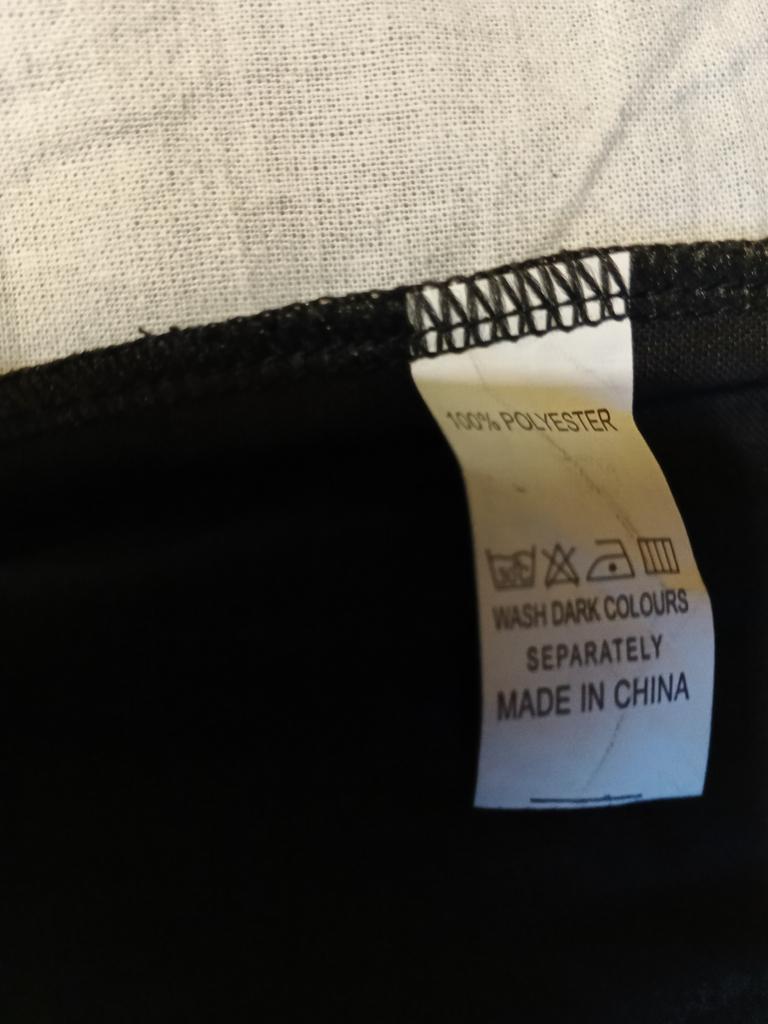 100% POLYESTER
WASH DARK COLOURS
SEPARATELY
MADE IN CHINA